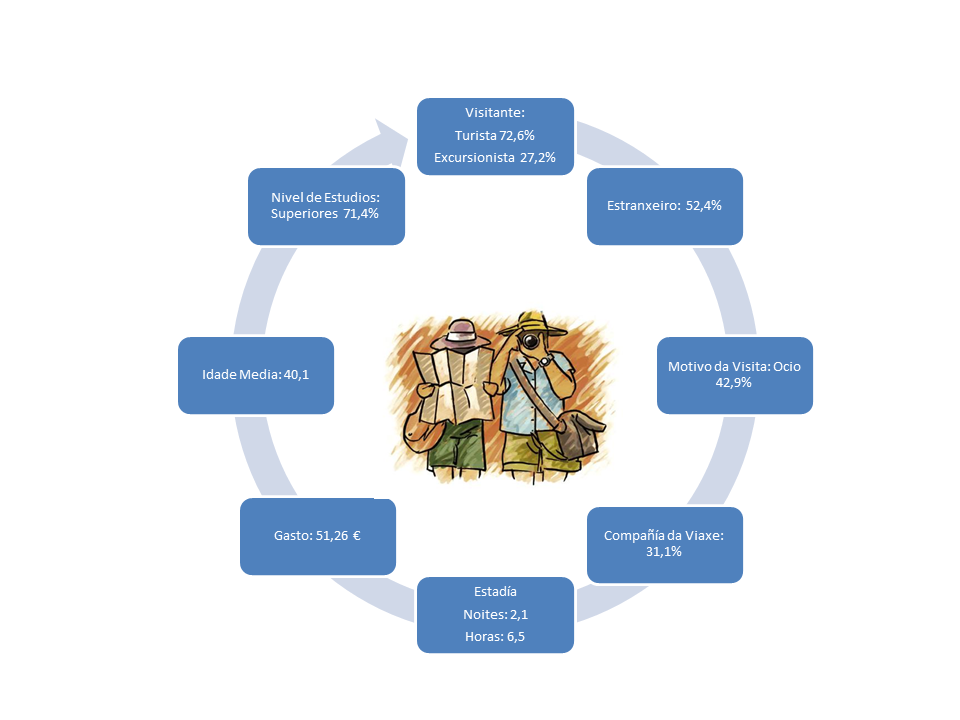 Visitante:
Turista 72,6%
Excursionista 27,2%
Estranxeiro: 52,4%
Motivo da Visita: Ocio
42,9%
Compañía da Viaxe:
31,1%
Estadía
Noites: 2,1
Horas: 6,5
Gasto: 51,26 €
Idade Media: 40,1
Nivel de Estudios:
Superiores 71,4%